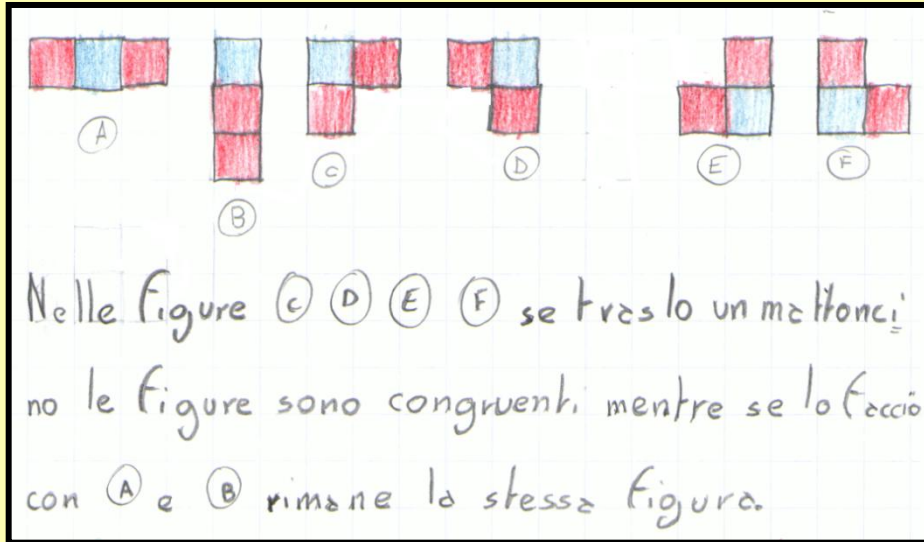 A
B
C
D
E
F
Nelle figure C D E F se traslo un mattonci
no le figure sono congruenti mentre se lo faccio
con A e B rimane la stessa figura.